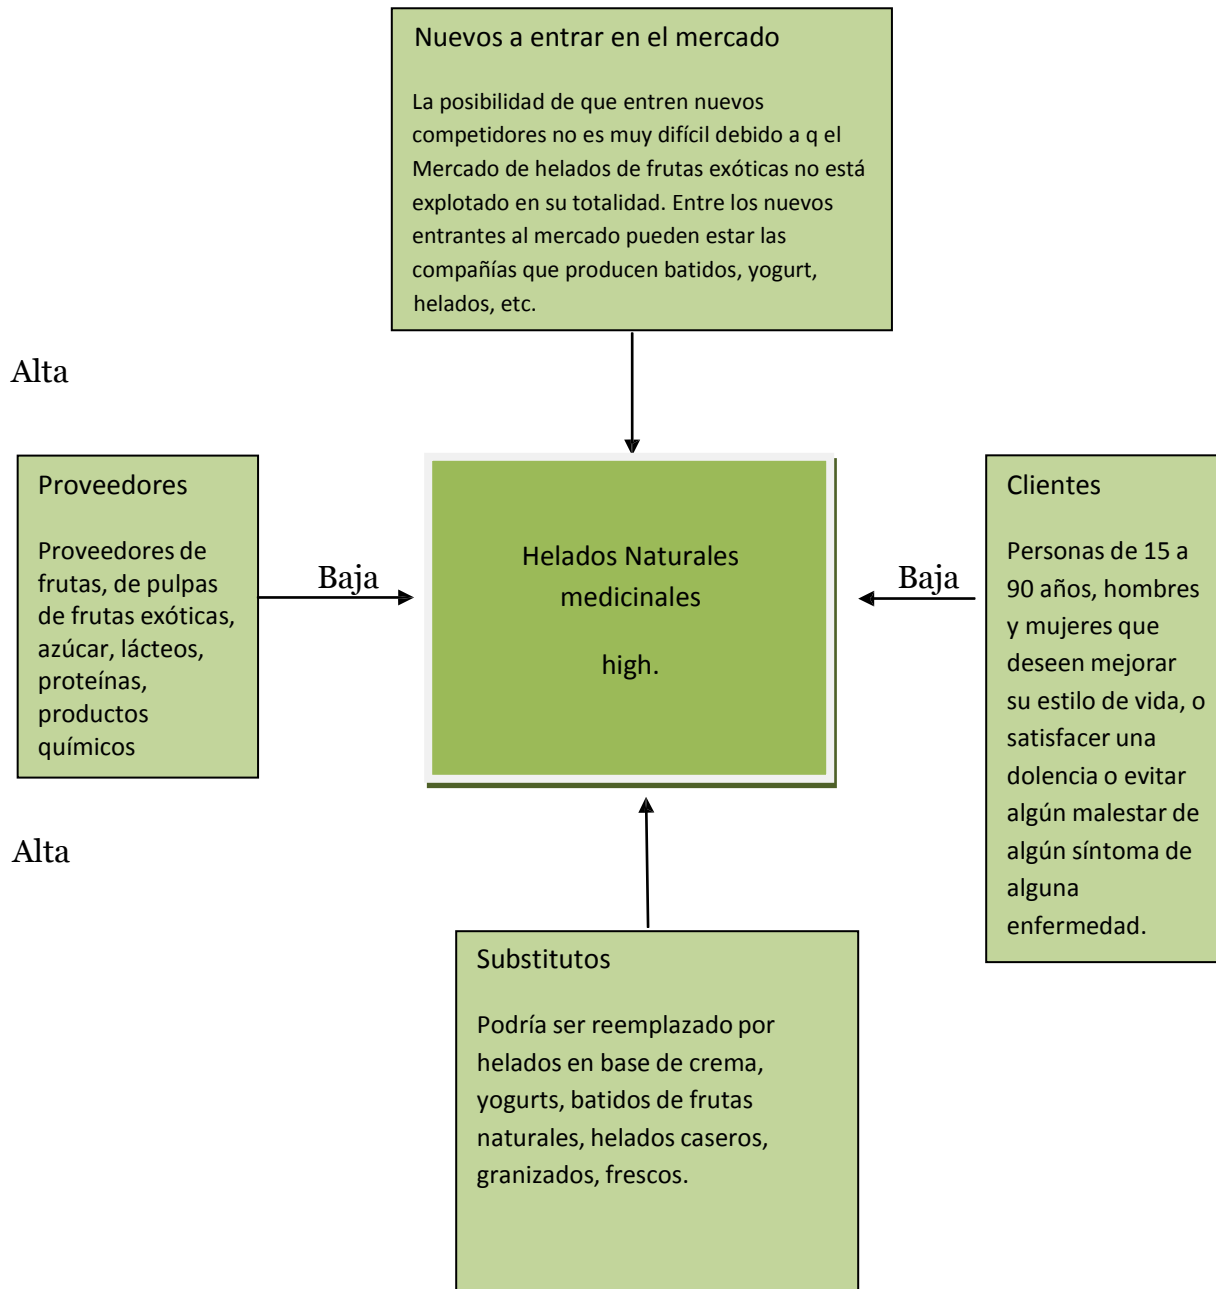 Nuevos a entrar en el mercado
La posibilidad de que entren nuevos
competidores no es muy difícil debido a q el
Mercado de helados de frutas exóticas no está
explotado en su totalidad. Entre los nuevos
entrantes al mercado pueden estar las
compañías que producen batidos, yogurt,
helados, etc.
Alta
Proveedores
Proveedores de
frutas, de pulpas
de frutas exóticas,
azúcar, lácteos,
proteínas,
productos
químicos
Baja
Helados Naturales
medicinales
high.
Baja
Clientes
Personas de 15 a
90 años, hombres
y mujeres que
deseen mejorar
su estilo de vida, o
satisfacer una
dolencia o evitar
algún malestar de
algún síntoma de
alguna
enfermedad.
Alta
Substitutos
Podría ser reemplazado por
helados en base de crema,
yogurts, batidos de frutas
naturales, helados caseros,
granizados, frescos.